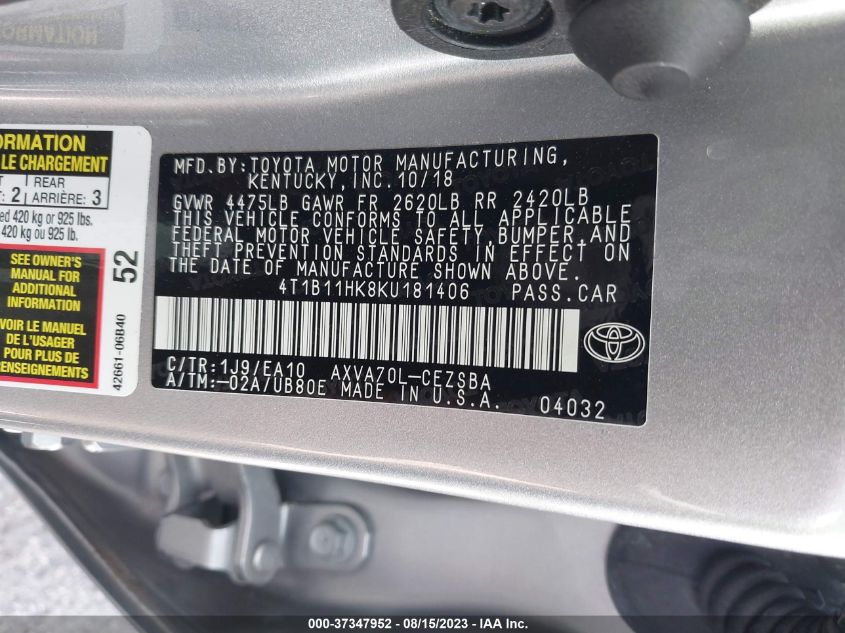 ORMATION
LE CHARGEMENT
: 2 REAR ARRIÈRE: 3
ed 420 kg or 925 lbs.
420 kg ou 925 lb.
SEE OWNER'S
MANUAL FOR
ADDITIONAL
INFORMATION
VOIR LE MANUEL
POUR PLUS DE
RENSEIGNEMENTS
52
42661-06B40
MFD.BY:TOYOTA MOTOR MANUFACTURING,
KENTUCKY,INC.10/18
GVWR 4475LB GAWR FR 2620LB RR 2420LB
THIS VEHICLE CONFORMS TO ALL APPLICABLE
FEDERAL MOTOR VEHICLE SAFETY,BUMPER,AND
THEFT PREVENTION STANDARDS IN EFFECT ON
THE DATE OF MANUFACTURE SHOWN ABOVE.
4T1B11HK8KU181406 PASS.CAR
C/TR:1J9/EA10 AXVA70L-CEZSBA
A/TM:-02A/UB80E MADE IN U.S.A. 04032
000-37347952 - 08/15/2023 - IAA Inc.